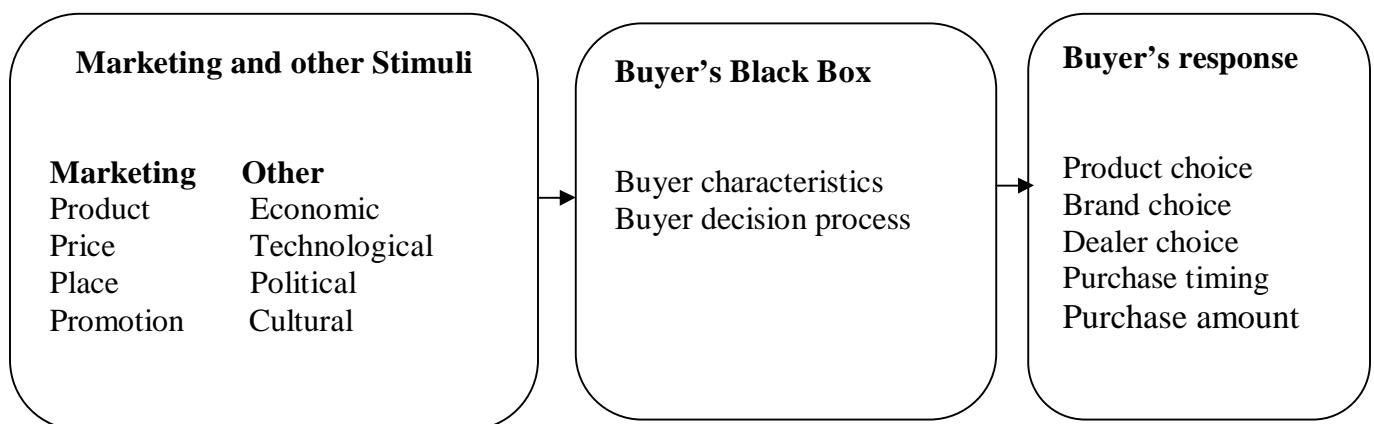 Marketing and other Stimuli
Marketing Other
Product Economic
Price Technological
Place Political
Promotion Cultural
Buyer’s Black Box
Buyer characteristics
Buyer decision process
Buyer’s response
Product choice
Brand choice
Dealer choice
Purchase timing
Purchase amount